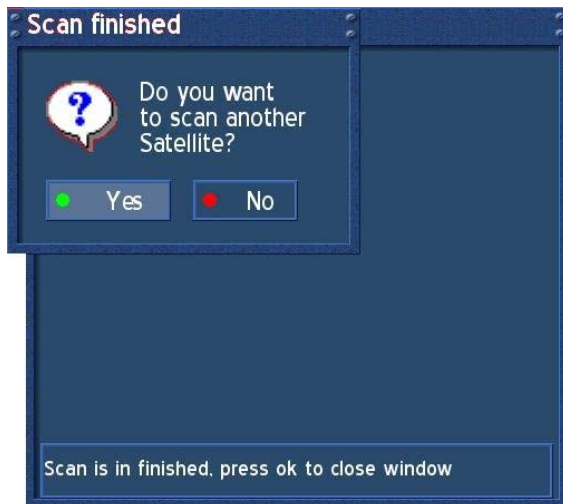 Scan finished
Do you want
to scan another
Satellite?
Yes
No
Scan is in finished, press ok to close window